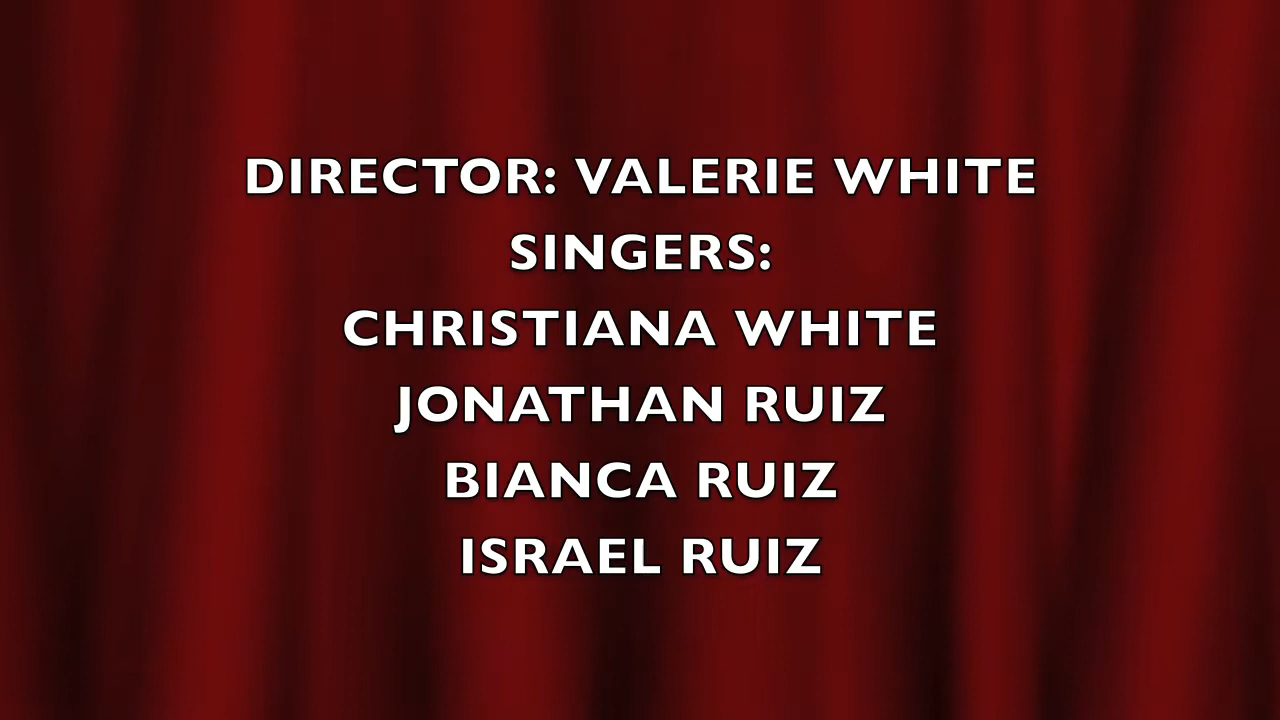 DIRECTOR: VALERIE WHITE
SINGERS:
CHRISTIANA WHITE
JONATHAN RUIZ
BIANCA RUIZ
ISRAEL RUIZ